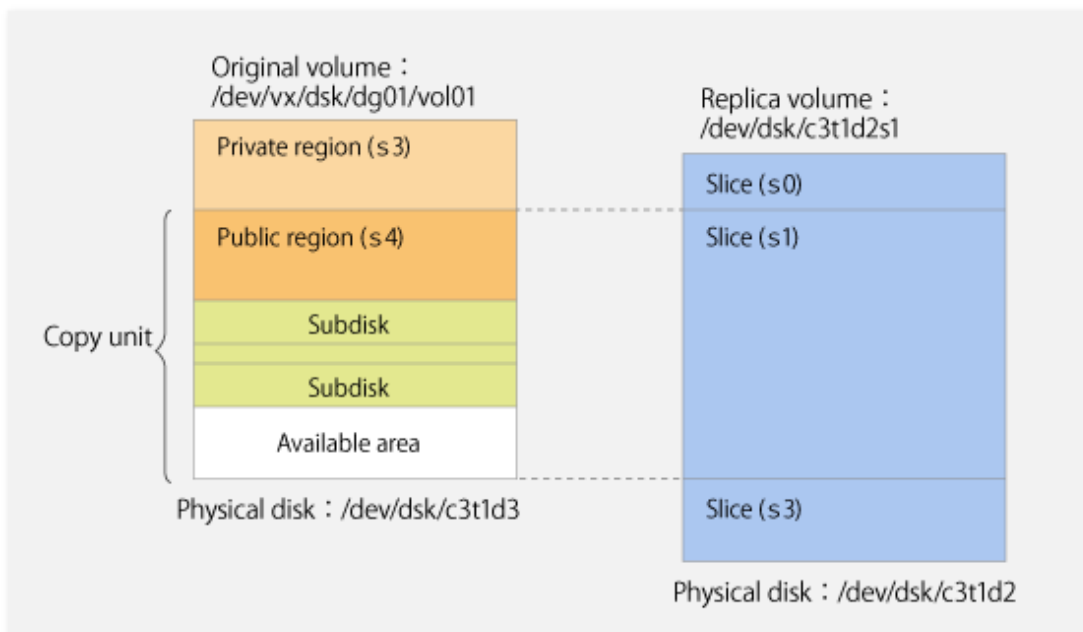 Original volume：
/dev/vx/dsk/dg01/vol01
Private region (s3)
Public region (s4)
Subdisk
Subdisk
Available area
Copy unit
Physical disk：/dev/dsk/c3t1d3
Replica volume：
/dev/dsk/c3t1d2s1
Slice (s0)
Slice (s1)
Slice (s3)
Physical disk：/dev/dsk/c3t1d2